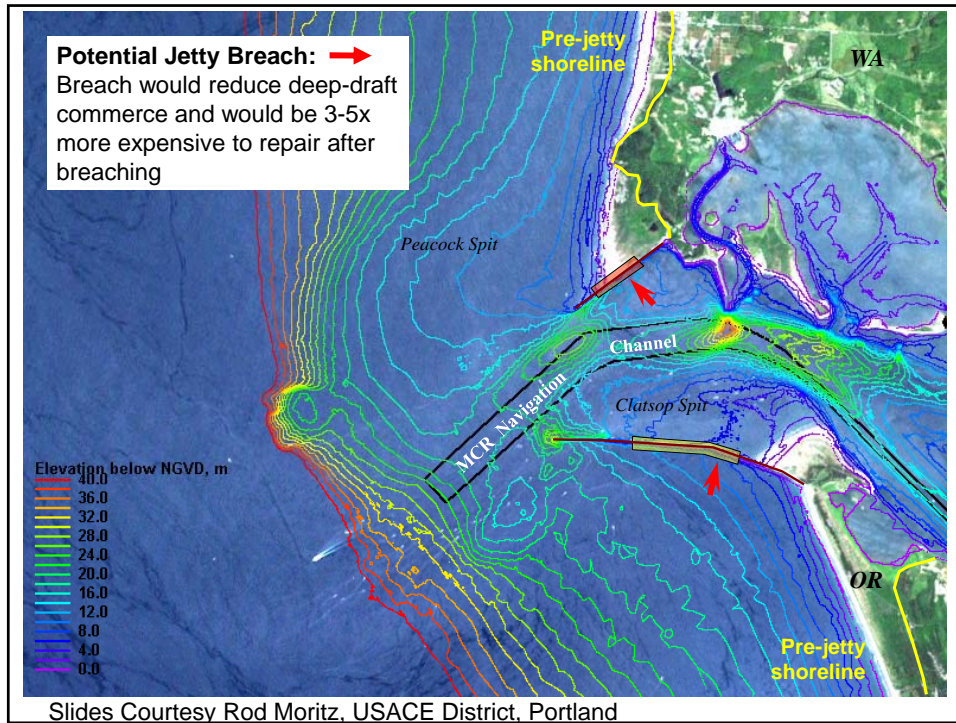 Potential Jetty Breach:
Breach would reduce deep-draft
commerce and would be 3-5x
more expensive to repair after
breaching
Pre-jetty
shoreline
WA
Peacock Spit
Channel
MCR Navigation
Clatsop Spit
Elevation below NGVD, m
40.0
36.0
32.0
28.0
24.0
20.0
16.0
12.0
8.0
4.0
0.0
OR
Pre-jetty
shoreline
Slides Courtesy Rod Moritz, USACE District, Portland